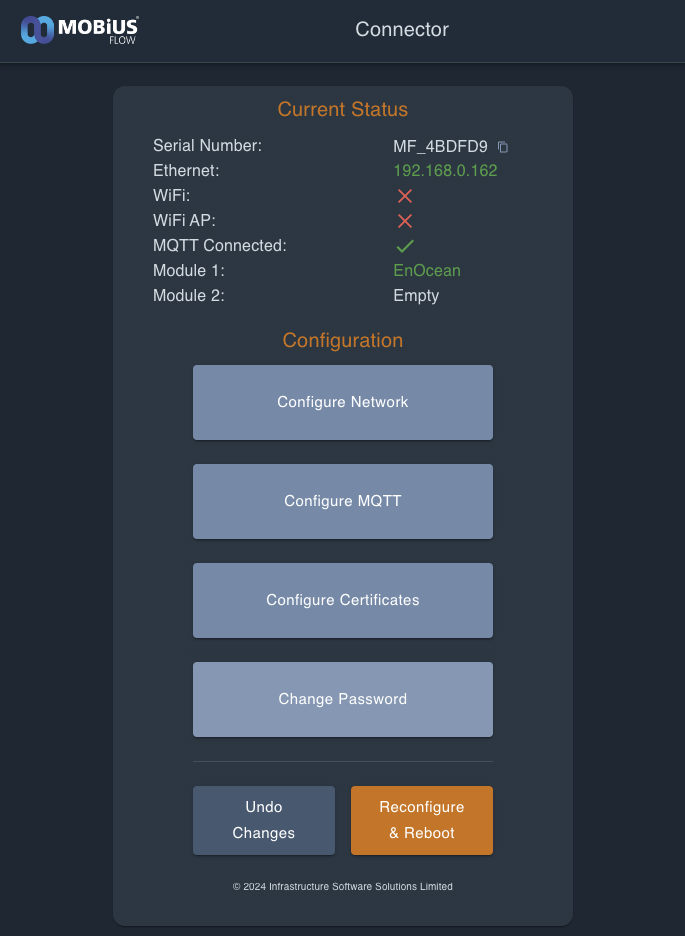 MOBiUS
FLOW
Connector
Current Status
Serial Number: MF_4BDFD9
Ethernet: 192.168.0.162
WiFi:
WiFi AP:
MQTT Connected:
Module 1: EnOcean
Module 2: Empty
Configuration
Configure Network
Configure MQTT
Configure Certificates
Change Password
Undo
Changes
Reconfigure
& Reboot
© 2024 Infrastructure Software Solutions Limited